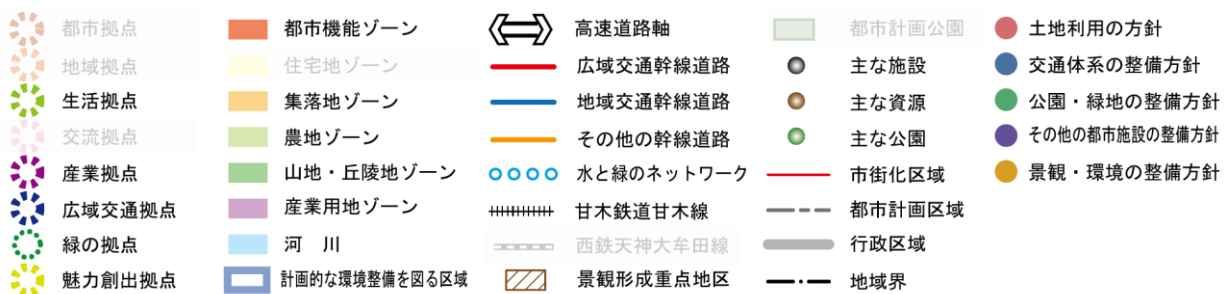 都市拠点
地域拠点
生活拠点
交流拠点
産業拠点
広域交通拠点
緑の拠点
魅力創出拠点
都市機能ゾーン
住宅地ゾーン
集落地ゾーン
農地ゾーン
山地・丘陵地ゾーン
産業用地ゾーン
河　川
計画的な環境整備を図る区域
高速道路軸
広域交通幹線道路
地域交通幹線道路
その他の幹線道路
水と緑のネットワーク
甘木鉄道甘木線
西鉄天神大牟田線
景観形成重点地区
都市計画公園
主な施設
主な資源
主な公園
市街化区域
都市計画区域
行政区域
地域界
土地利用の方針
交通体系の整備方針
公園・緑地の整備方針
その他の都市施設の整備方針
景観・環境の整備方針